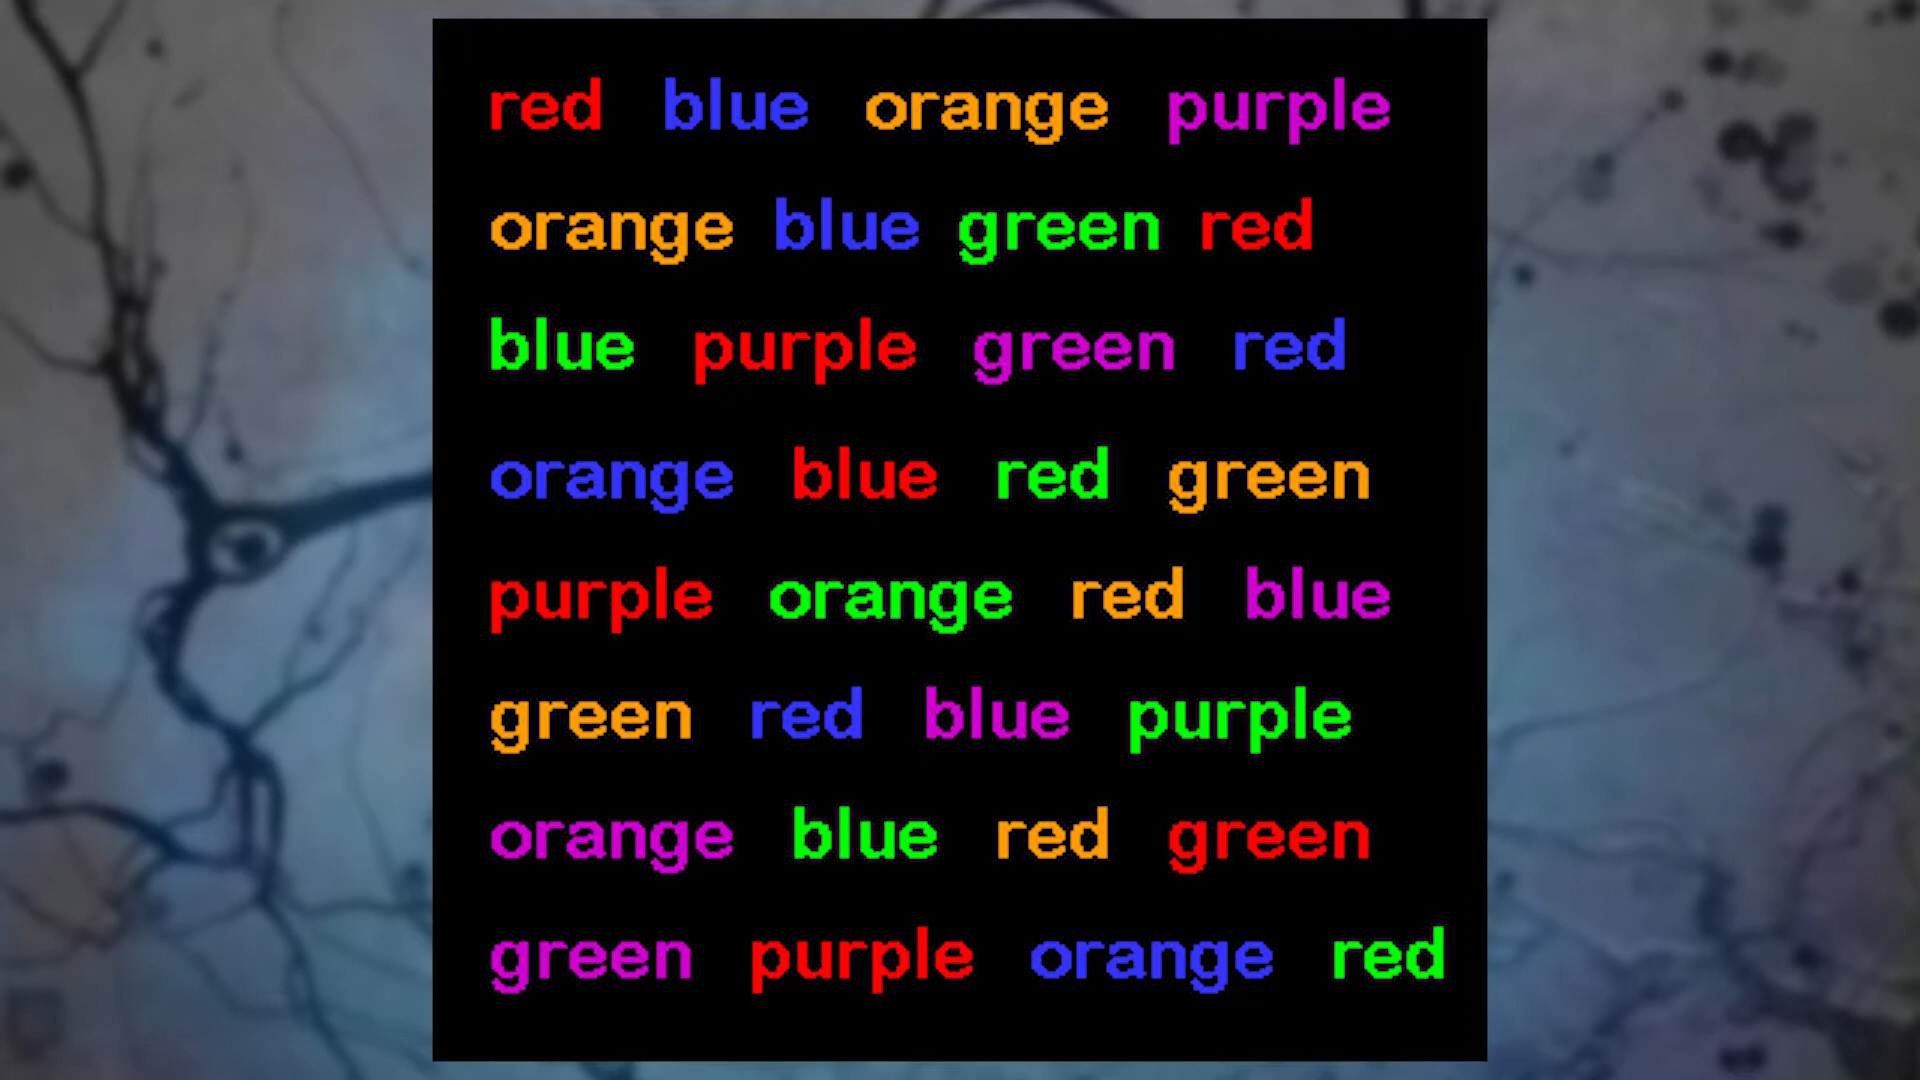 red blue orange purple
orange blue green red
blue purple green red
orange blue red green
purple orange red blue
green red blue purple
orange blue red green
green purple orange red